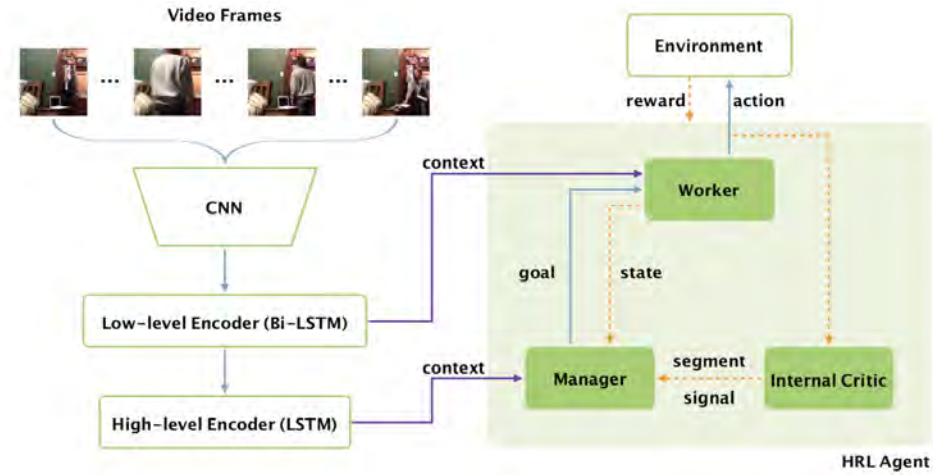 Video Frames
... ... ...
CNN
Low-level Encoder (Bi-LSTM)
High-level Encoder (LSTM)
context
context
Environment
reward
action
Worker
goal
state
Manager
segment
signal
Internal Critic
HRL Agent